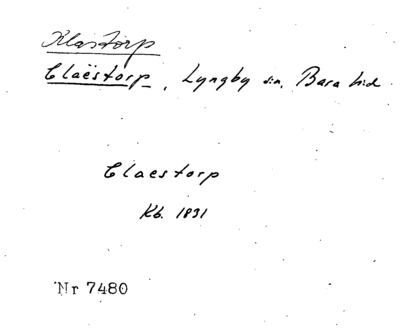 Klastorp
Claëstorp, Lyngby sn, Bara hd
Claestorp
Kb. 1831
Nr 7480